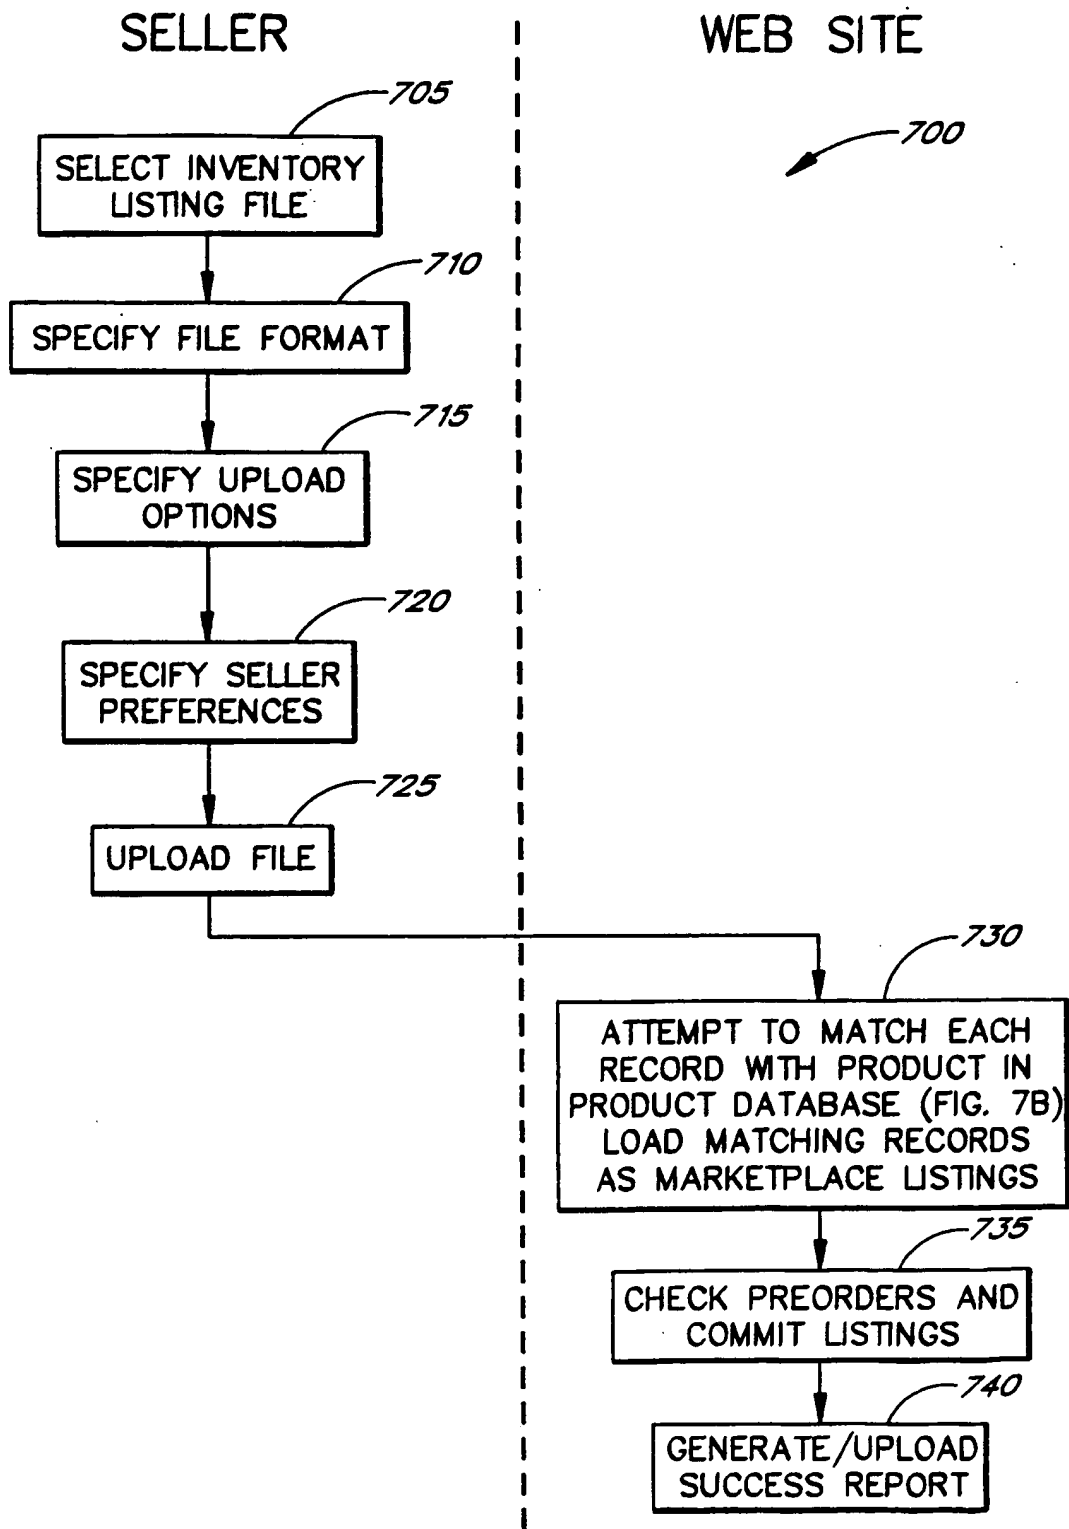 SELLER
WEB SITE
705
700
SELECT INVENTORY
LISTING FILE
710
SPECIFY FILE FORMAT
715
SPECIFY UPLOAD
OPTIONS
720
SPECIFY SELLER
PREFERENCES
725
UPLOAD FILE
730
ATTEMPT TO MATCH EACH
RECORD WITH PRODUCT IN
PRODUCT DATABASE (FIG. 7B)
LOAD MATCHING RECORDS
AS MARKETPLACE LISTINGS
735
CHECK PREORDERS AND
COMMIT LISTINGS
740
GENERATE/UPLOAD
SUCCESS REPORT